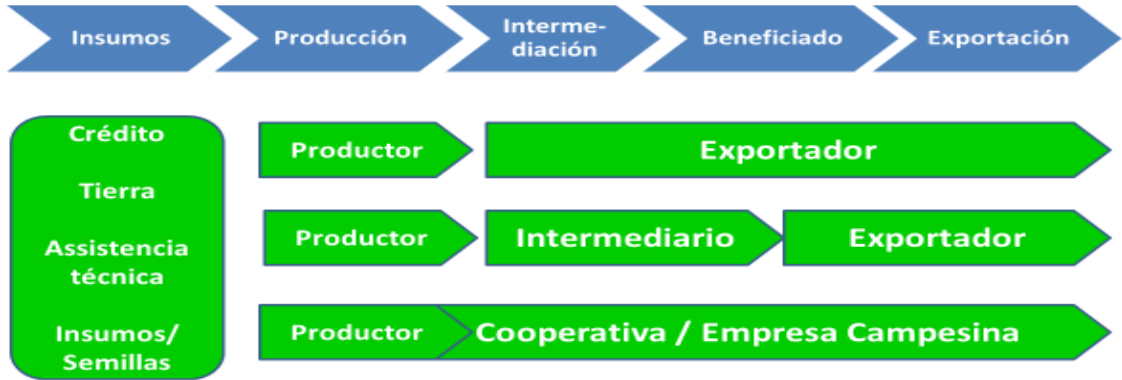 Insumos
Producción
Interme-
diación
Beneficiado
Exportación
Crédito
Tierra
Assistencia
técnica
Insumos/
Semillas
Productor
Exportador
Productor
Intermediario
Exportador
Productor
Cooperativa / Empresa Campesina